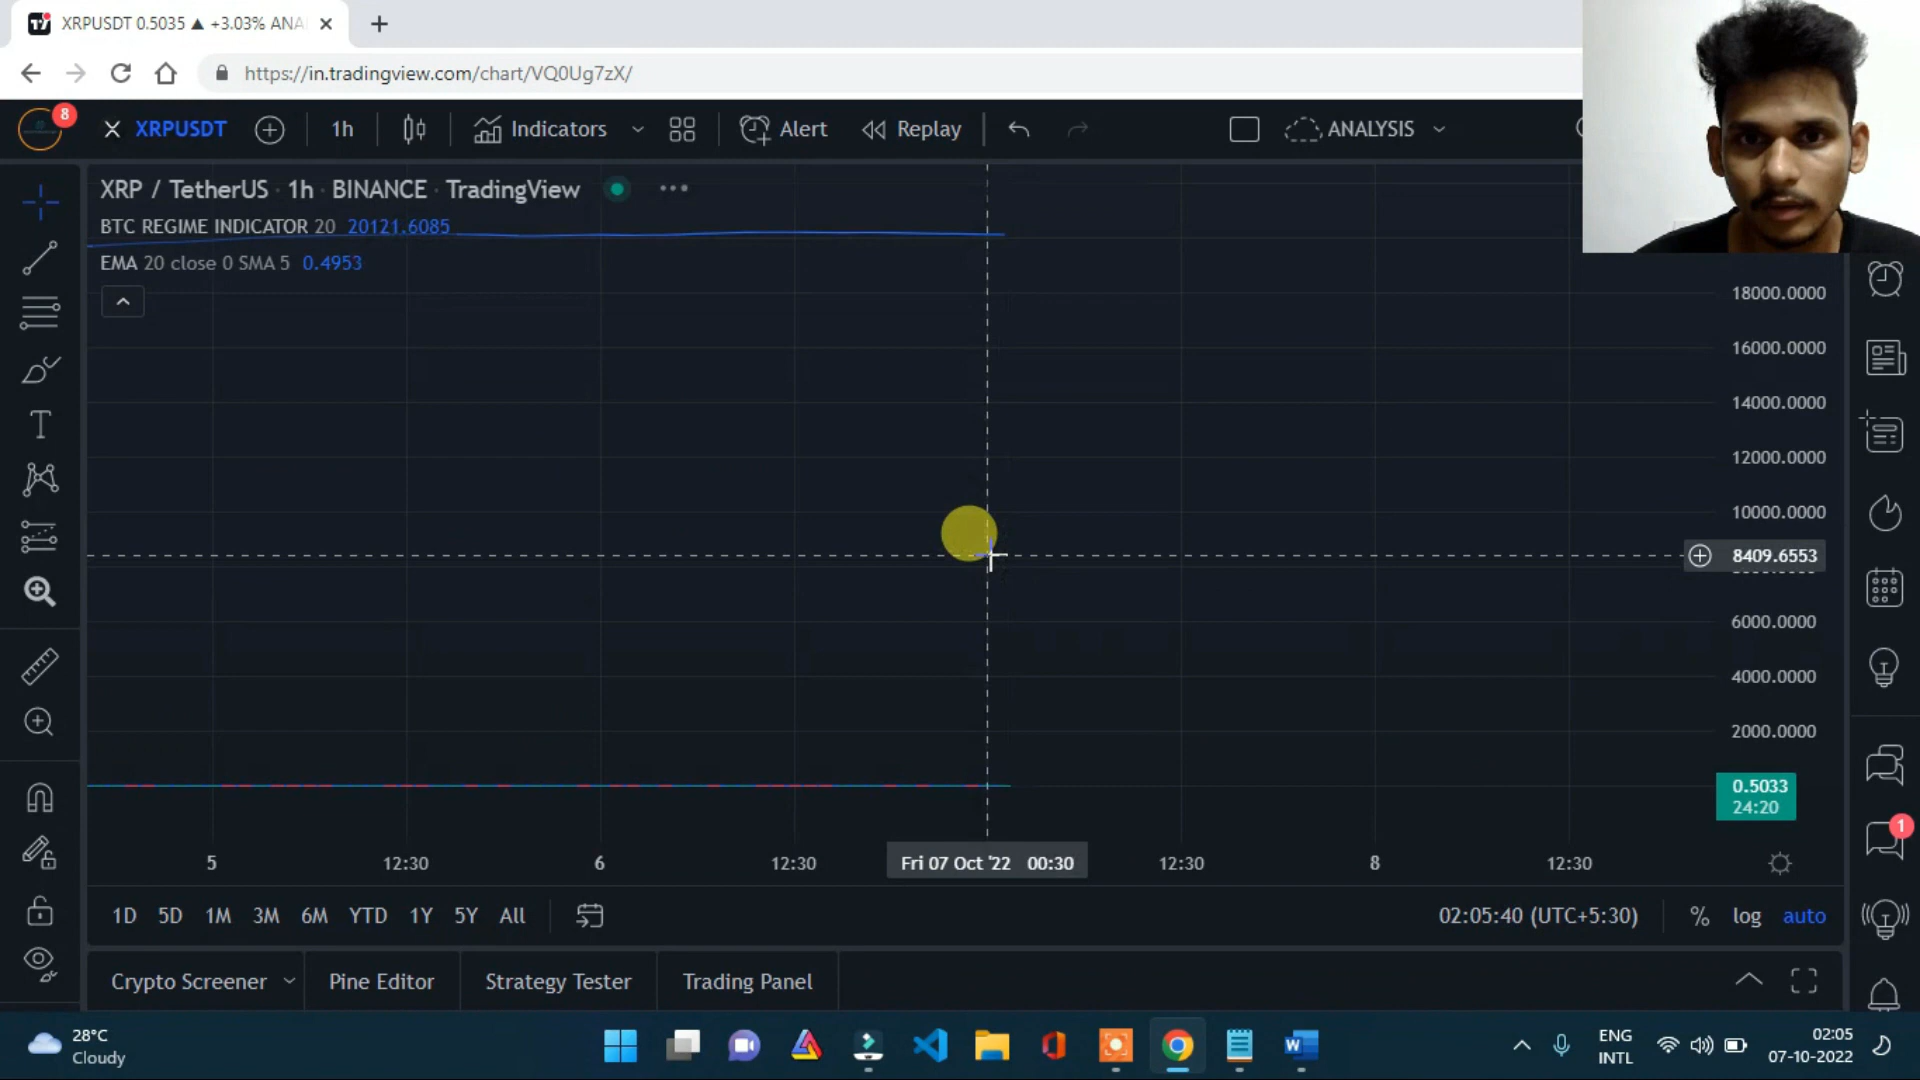 XRPUSDT 0.5035 ▲ +3.03% ANA
https://in.tradingview.com/chart/VQ0Ug7zX/
8
XRPUSDT 1h Indicators Alert Replay ANALYSIS
XRP / TetherUS · 1h · BINANCE · TradingView
BTC REGIME INDICATOR 20 20121.6085
EMA 20 close 0 SMA 5 0.4953
18000.0000
16000.0000
14000.0000
12000.0000
10000.0000
8409.6553
6000.0000
4000.0000
2000.0000
0.5033
24:20
1
5 12:30 6 12:30 Fri 07 Oct '22 00:30 12:30 8 12:30
1D 5D 1M 3M 6M YTD 1Y 5Y All 02:05:40 (UTC+5:30) % log auto
Crypto Screener Pine Editor Strategy Tester Trading Panel
28°C
Cloudy
ENG
INTL
02:05
07-10-2022